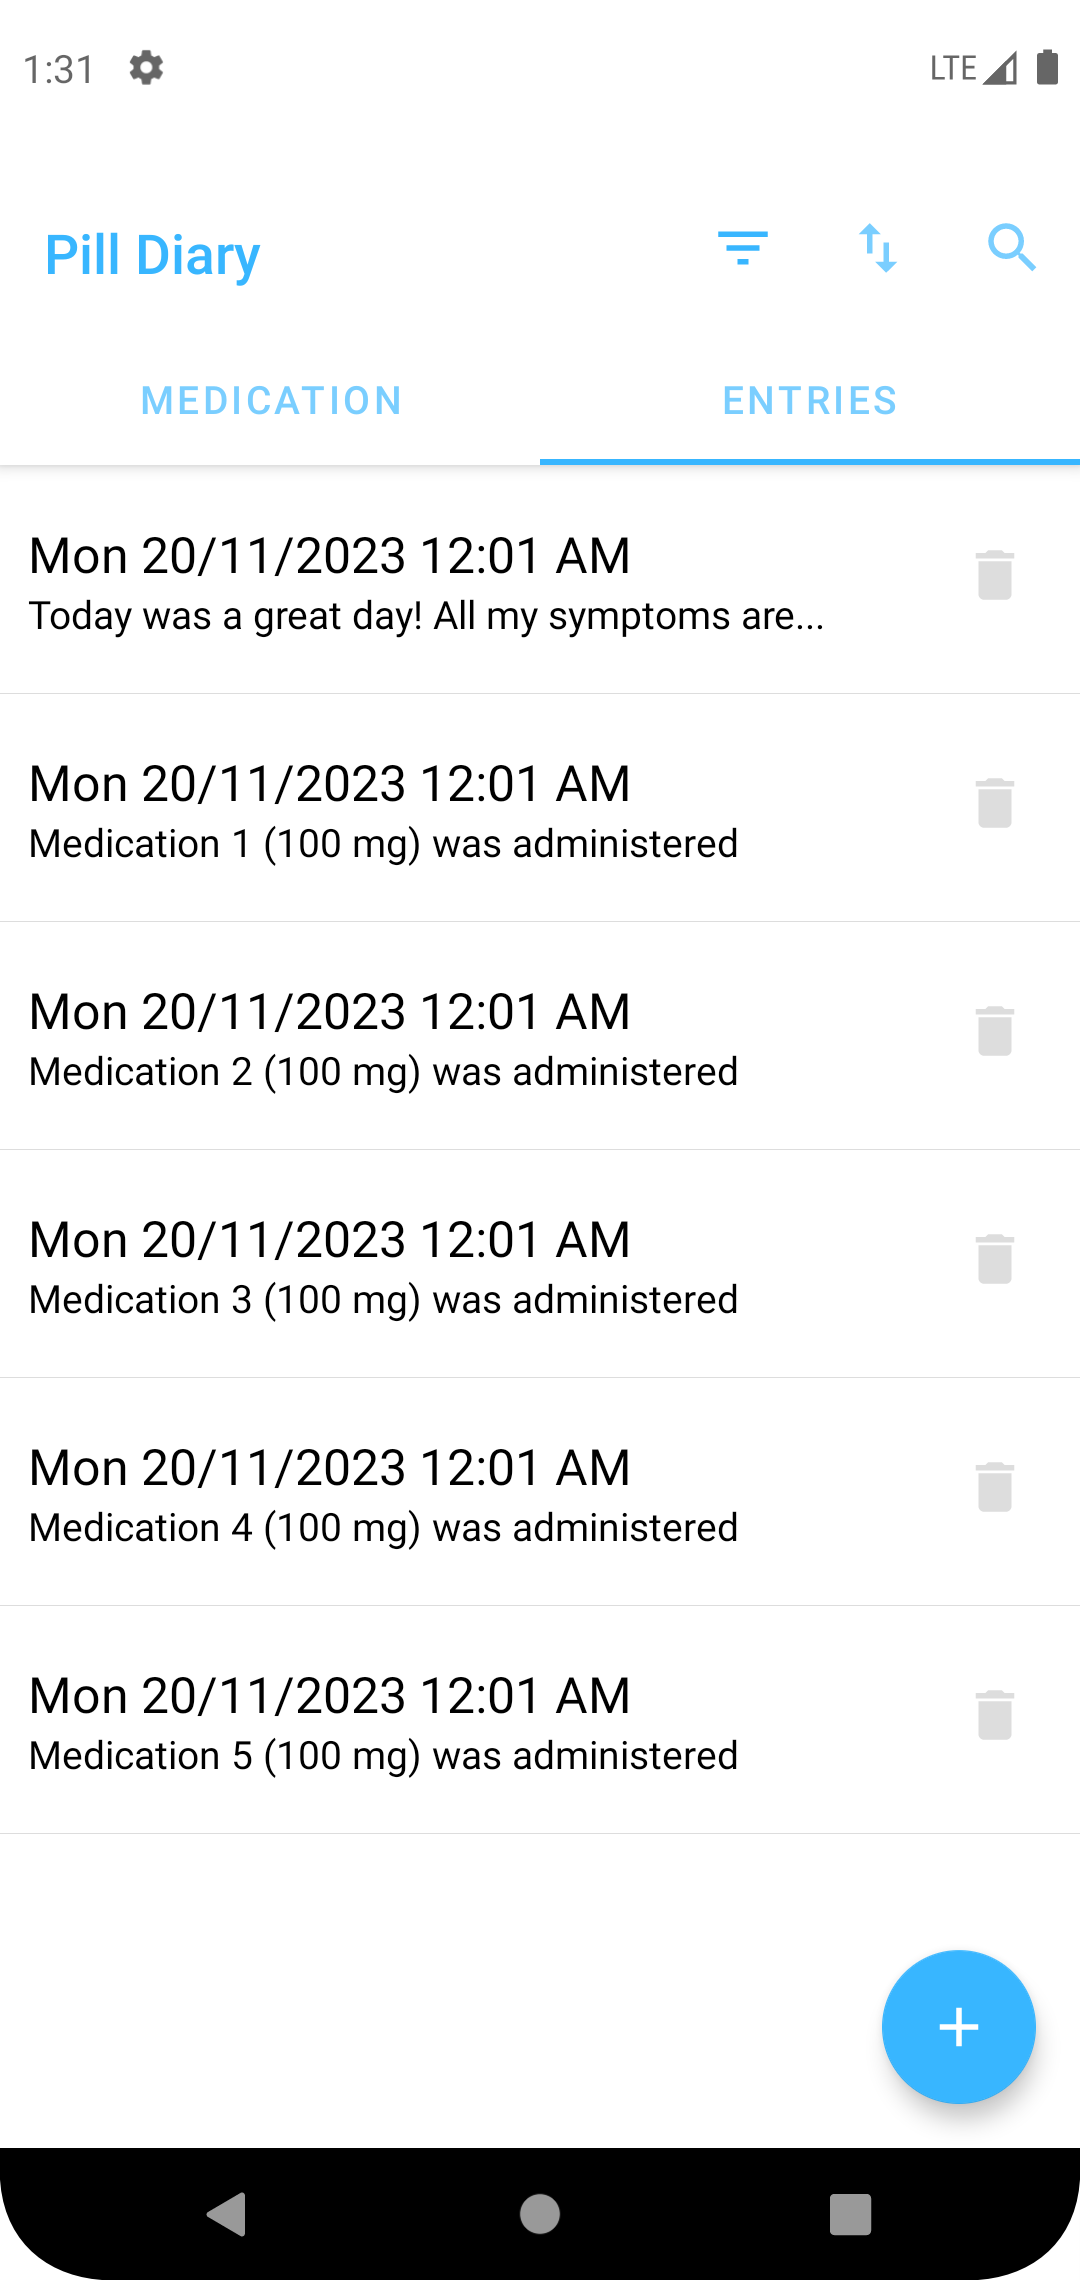 1:31
LTE
Pill Diary
MEDICATION
ENTRIES
Mon 20/11/2023 12:01 AM
Today was a great day! All my symptoms are...
Mon 20/11/2023 12:01 AM
Medication 1 (100 mg) was administered
Mon 20/11/2023 12:01 AM
Medication 2 (100 mg) was administered
Mon 20/11/2023 12:01 AM
Medication 3 (100 mg) was administered
Mon 20/11/2023 12:01 AM
Medication 4 (100 mg) was administered
Mon 20/11/2023 12:01 AM
Medication 5 (100 mg) was administered